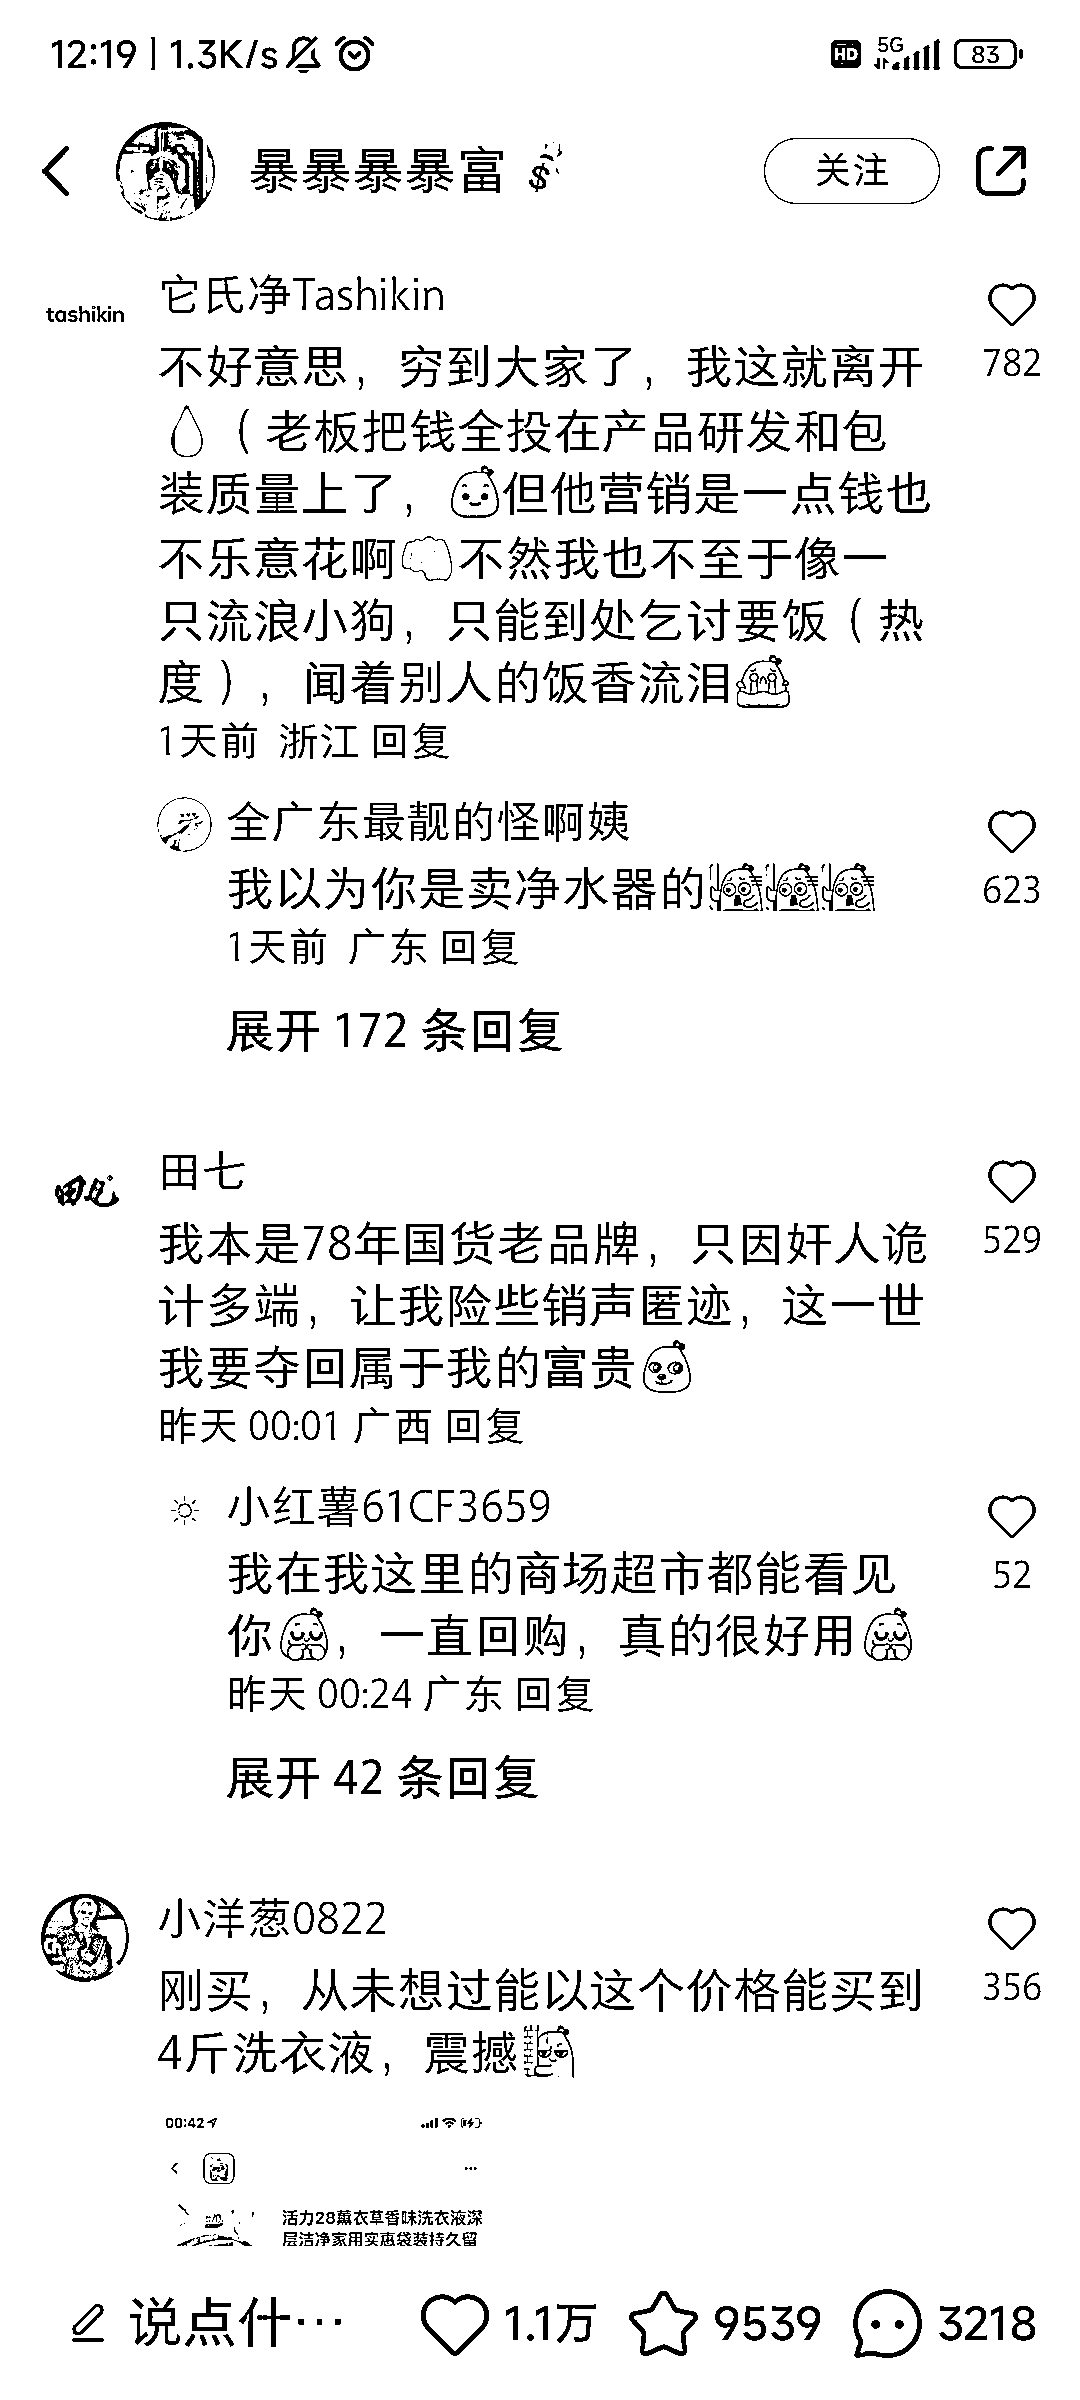 12:19 | 1.3K/s HD 5G 83
暴暴暴暴富 关注
tashikin 它氏净Tashikin
不好意思，穷到大家了，我这就离开 782
💧（老板把钱全投在产品研发和包
装质量上了，但他营销是一点钱也
不乐意花啊👊不然我也不至于像一
只流浪小狗，只能到处乞讨要饭（热
度），闻着别人的饭香流泪
1天前 浙江 回复
全广东最靓的怪啊姨
我以为你是卖净水器的 623
1天前 广东 回复
展开 172 条回复
田七 田七
我本是78年国货老品牌，只因奸人诡 529
计多端，让我险些销声匿迹，这一世
我要夺回属于我的富贵
昨天 00:01 广西 回复
小红薯61CF3659
我在我这里的商场超市都能看见 52
你，一直回购，真的很好用
昨天 00:24 广东 回复
展开 42 条回复
小洋葱0822
刚买，从未想过能以这个价格能买到 356
4斤洗衣液，震撼
00:42
活力28薰衣草香味洗衣液深
层洁净家用实惠袋装持久留
说点什… 1.1万 9539 3218